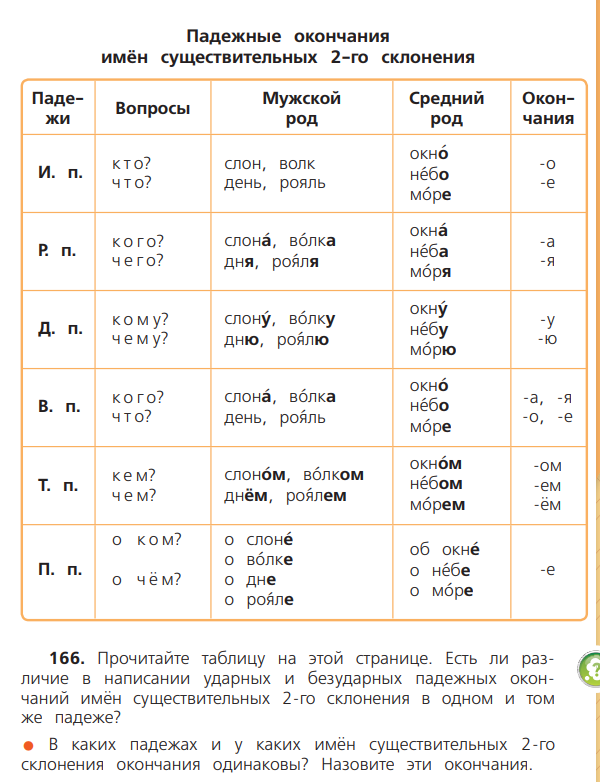 Падежные окончания
имён существительных 2-го склонения
Паде-
жи
Вопросы
Мужской
род
Средний
род
Окон-
чания
И. п.
кто?
что?
слон, волк
день, рояль
окно́
не́бо
мо́ре
-о
-е
Р. п.
кого?
чего?
слона́, во́лка
дня, роя́ля
окна́
не́ба
мо́ря
-а
-я
Д. п.
кому?
чему?
слону́, во́лку
дню, роя́лю
окну́
не́бу
мо́рю
-у
-ю
В. п.
кого?
что?
слона́, во́лка
день, рояль
окно́
не́бо
мо́ре
-а, -я
-о, -е
Т. п.
кем?
чем?
слоно́м, во́лком
днём, роя́лем
окно́м
не́бом
мо́рем
-ом
-ем
-ём
П. п.
о ком?
о чём?
о слоне́
о во́лке
о дне
о роя́ле
об окне́
о не́бе
о мо́ре
-е
166. Прочитайте таблицу на этой странице. Есть ли раз-
личие в написании ударных и безударных падежных окон-
чаний имён существительных 2-го склонения в одном и том
же падеже?
● В каких падежах и у каких имён существительных 2-го
склонения окончания одинаковы? Назовите эти окончания.